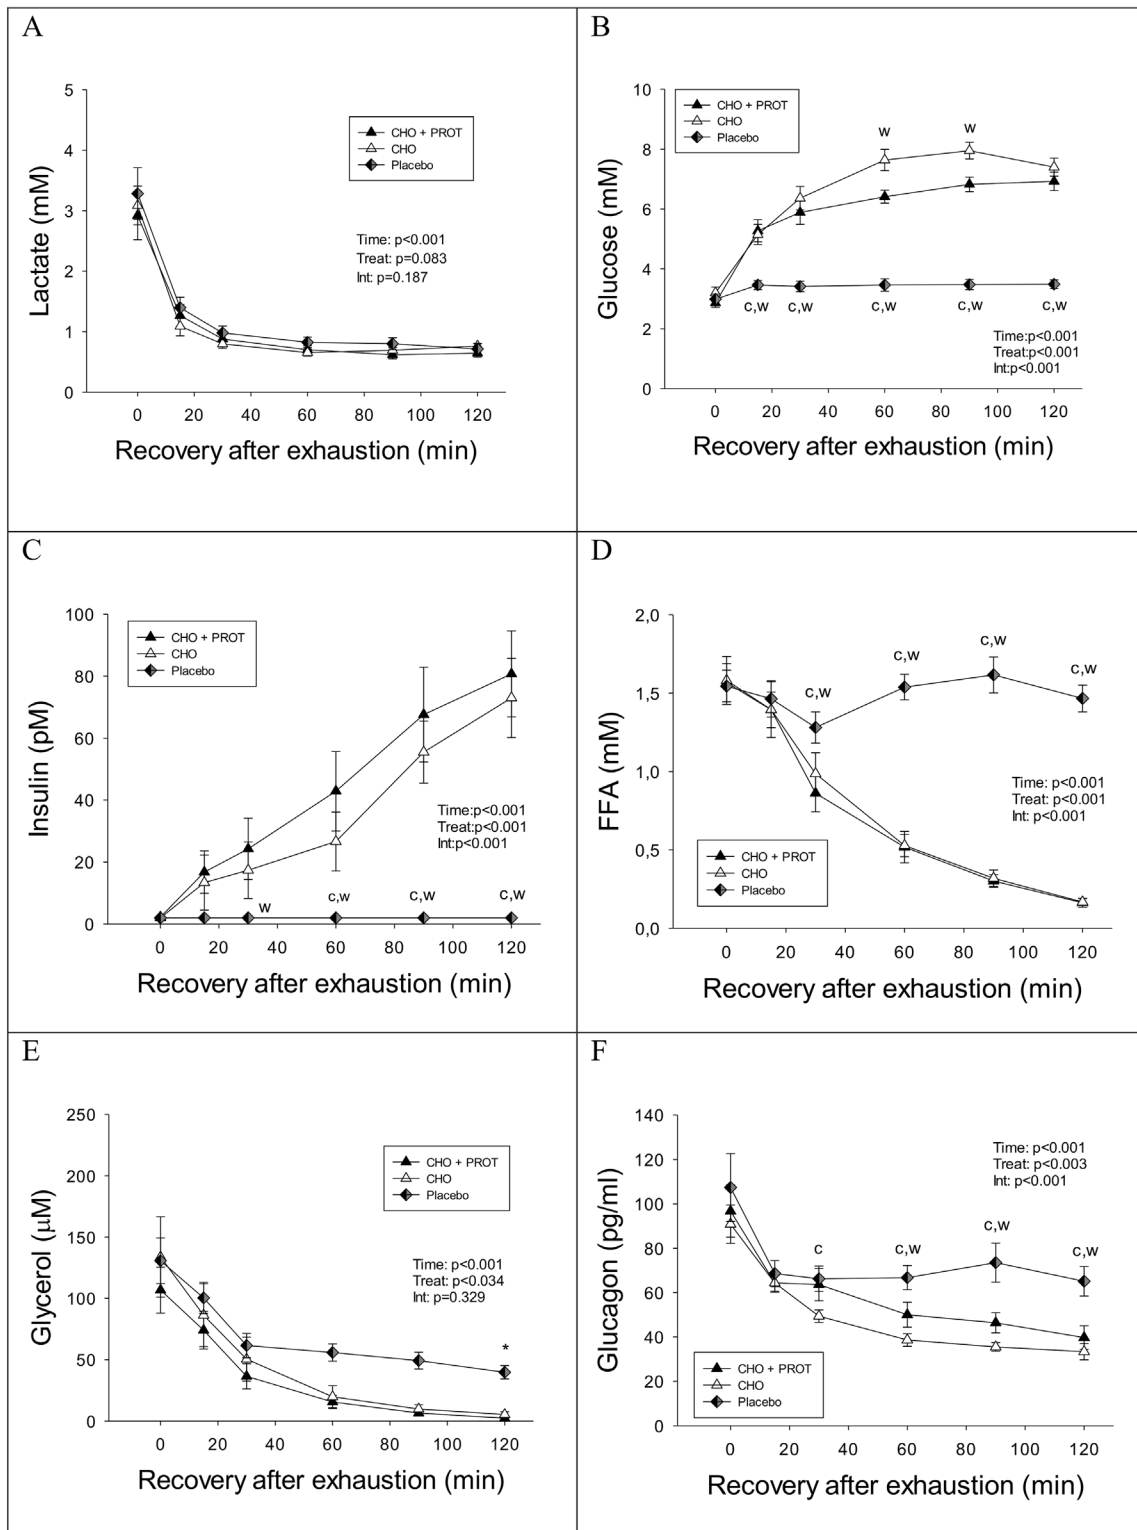 A
5
4
3
2
1
0
Lactate (mM)
CHO + PROT
CHO
Placebo
Time: p<0.001
Treat: p=0.083
Int: p=0.187
0 20 40 60 80 100 120
Recovery after exhaustion (min)
B
10
8
6
4
2
0
Glucose (mM)
CHO + PROT
CHO
Placebo
w w
c,w c,w c,w c,w c,w
Time:p<0.001
Treat:p<0.001
Int:p<0.001
0 20 40 60 80 100 120
Recovery after exhaustion (min)
C
100
80
60
40
20
0
Insulin (pM)
CHO + PROT
CHO
Placebo
Time:p<0.001
Treat:p<0.001
Int:p<0.001
w c,w c,w c,w
0 20 40 60 80 100 120
Recovery after exhaustion (min)
D
2,0
1,5
1,0
0,5
0,0
FFA (mM)
c,w c,w c,w c,w
Time: p<0.001
Treat: p<0.001
Int: p<0.001
CHO + PROT
CHO
Placebo
0 20 40 60 80 100 120
Recovery after exhaustion (min)
E
250
200
150
100
50
0
Glycerol (μM)
CHO + PROT
CHO
Placebo
Time: p<0.001
Treat: p<0.034
Int: p=0.329
*
0 20 40 60 80 100 120
Recovery after exhaustion (min)
F
140
120
100
80
60
40
20
0
Glucagon (pg/ml)
Time: p<0.001
Treat: p<0.003
Int: p<0.001
c c,w c,w c,w
CHO + PROT
CHO
Placebo
0 20 40 60 80 100 120
Recovery after exhaustion (min)